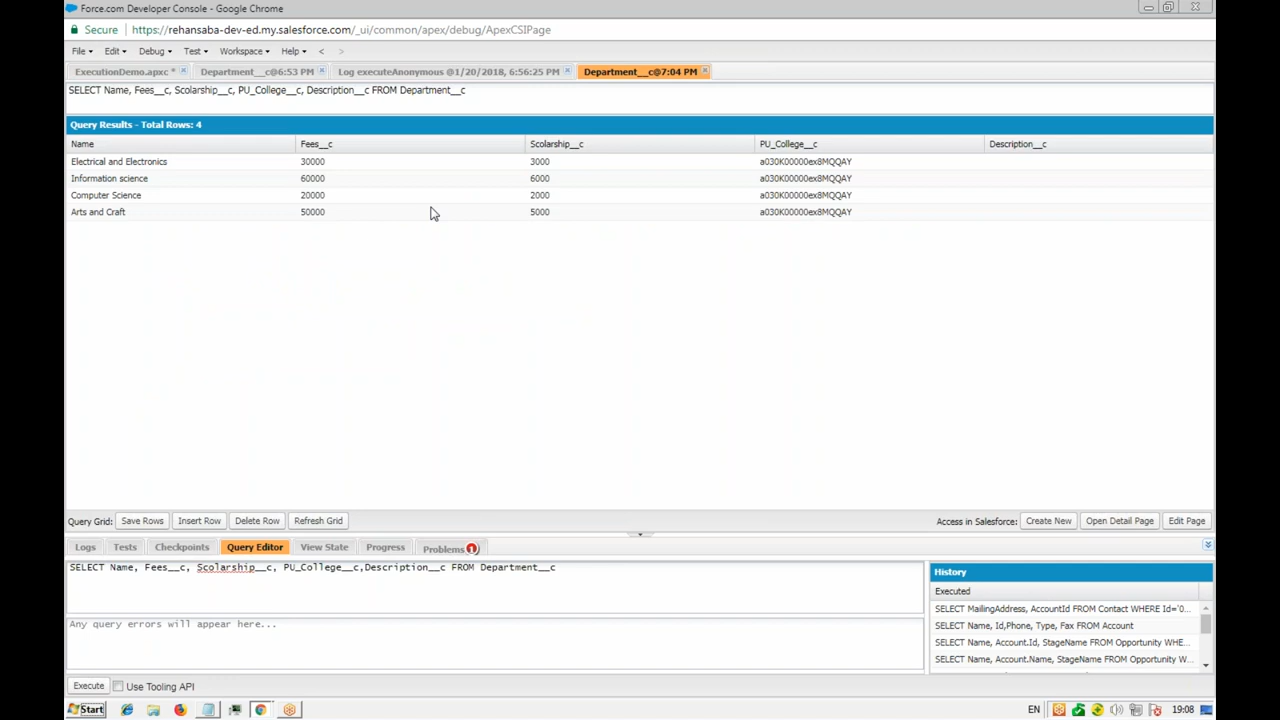 Force.com Developer Console - Google Chrome
Secure https://rehansaba-dev-ed.my.salesforce.com/_ui/common/apex/debug/ApexCSIPage
File Edit Debug Test Workspace Help < >
ExecutionDemo.apxc * Department__c@6:53 PM Log executeAnonymous @1/20/2018, 6:56:25 PM Department__c@7:04 PM
SELECT Name, Fees__c, Scolarship__c, PU_College__c, Description__c FROM Department__c
Query Results - Total Rows: 4
Name Fees__c Scolarship__c PU_College__c Description__c
Electrical and Electronics 30000 3000 a030K00000ex8MQQAY
Information science 60000 6000 a030K00000ex8MQQAY
Computer Science 20000 2000 a030K00000ex8MQQAY
Arts and Craft 50000 5000 a030K00000ex8MQQAY
Query Grid: Save Rows Insert Row Delete Row Refresh Grid Access in Salesforce: Create New Open Detail Page Edit Page
Logs Tests Checkpoints Query Editor View State Progress Problems 1
SELECT Name, Fees__c, Scolarship__c, PU_College__c,Description__c FROM Department__c
History
Executed
SELECT MailingAddress, AccountId FROM Contact WHERE Id='0...
Any query errors will appear here...
SELECT Name, Id,Phone, Type, Fax FROM Account
SELECT Name, Account.Id, StageName FROM Opportunity WHE...
SELECT Name, Account.Name, StageName FROM Opportunity W...
Execute Use Tooling API
Start EN 19:08